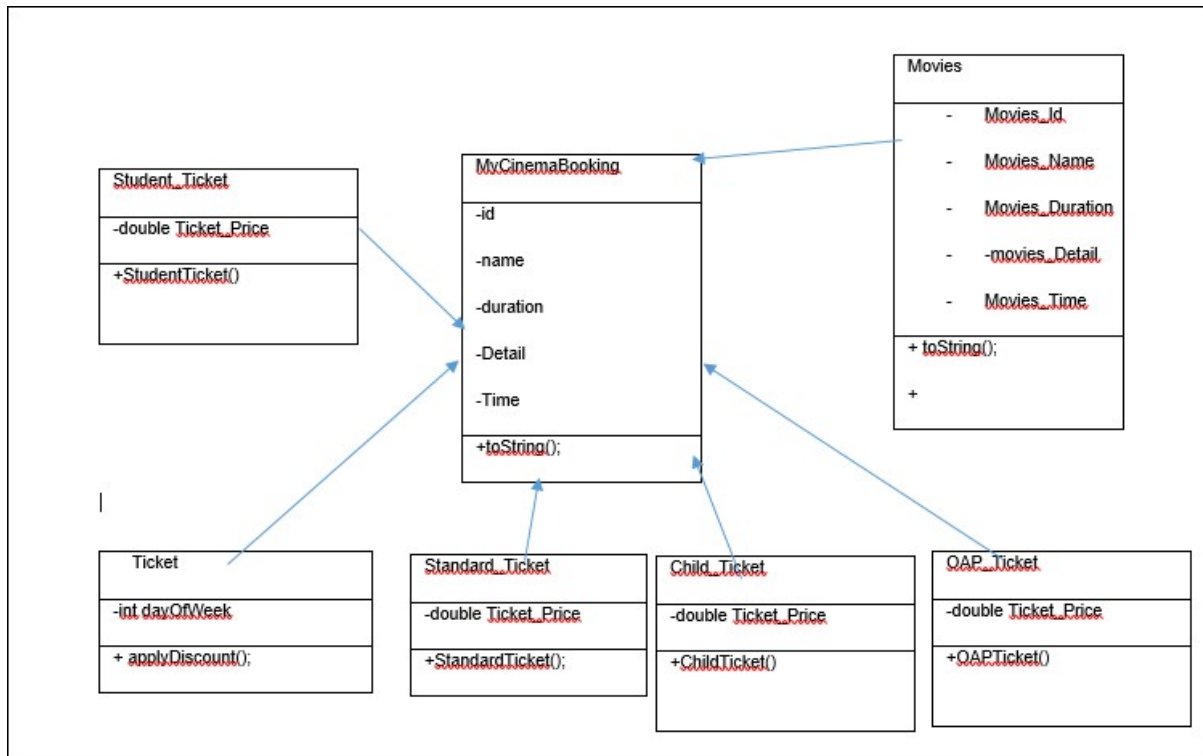 Movies
- Movies_Id
- Movies_Name
- Movies_Duration
- -movies_Detail
- Movies_Time
+ toString();
+
MyCinemaBooking
-id
-name
-duration
-Detail
-Time
+toString();
Student_Ticket
-double Ticket_Price
+StudentTicket()
Ticket
-int dayOfWeek
+ applyDiscount();
Standard_Ticket
-double Ticket_Price
+StandardTicket();
Child_Ticket
-double Ticket_Price
+ChildTicket()
OAP_Ticket
-double Ticket_Price
+OAPTicket()